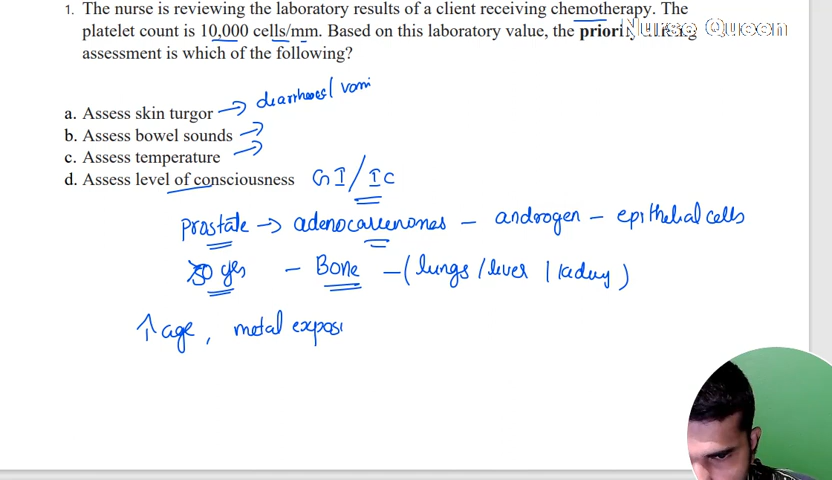 1. The nurse is reviewing the laboratory results of a client receiving chemotherapy. The
platelet count is 10,000 cells/mm. Based on this laboratory value, the priority nursing
Nurse Queen
assessment is which of the following?
a. Assess skin turgor → diarrhoea / vomi
b. Assess bowel sounds →
c. Assess temperature →
d. Assess level of consciousness GI / IC
prostate → - androgen - epithelial cells
50 yrs - Bone - (lungs / liver / )
↑ age, metal expos